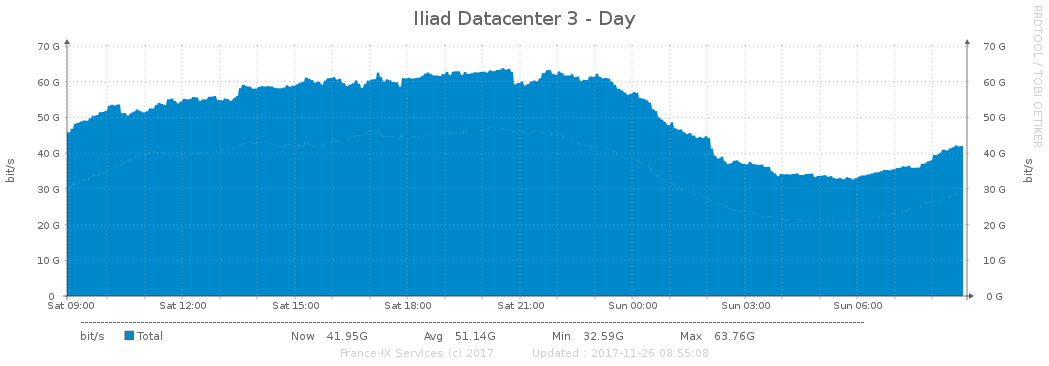 Iliad Datacenter 3 - Day
RRDTOOL / TOBI OETIKER
bit/s
70 G 70 G
60 G 60 G
50 G 50 G
40 G 40 G
30 G 30 G
20 G 20 G
10 G 10 G
0 0 G
bit/s
Sat 09:00 Sat 12:00 Sat 15:00 Sat 18:00 Sat 21:00 Sun 00:00 Sun 03:00 Sun 06:00
bit/s Total Now 41.95G Avg 51.14G Min 32.59G Max 63.76G
France-IX Services (c) 2017 Updated : 2017-11-26 08:55:08